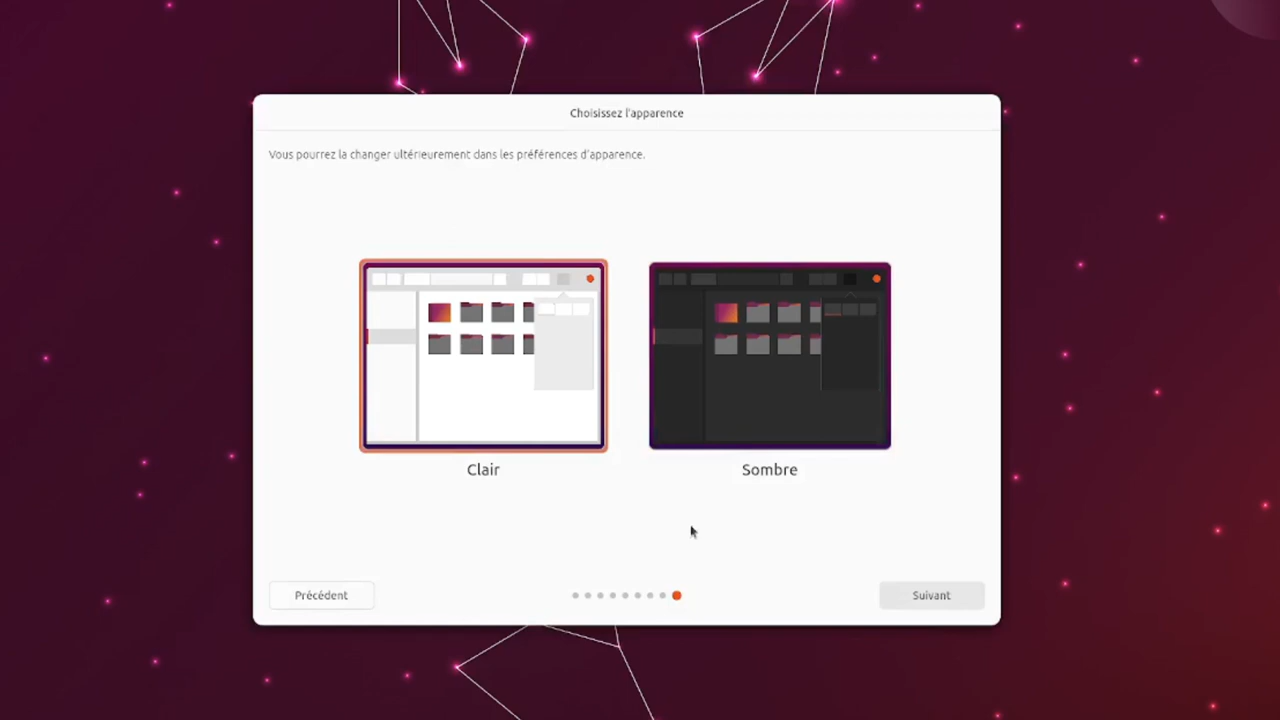 Choisissez l'apparence
Vous pourrez la changer ultérieurement dans les préférences d'apparence.
Clair
Sombre
Précédent
Suivant